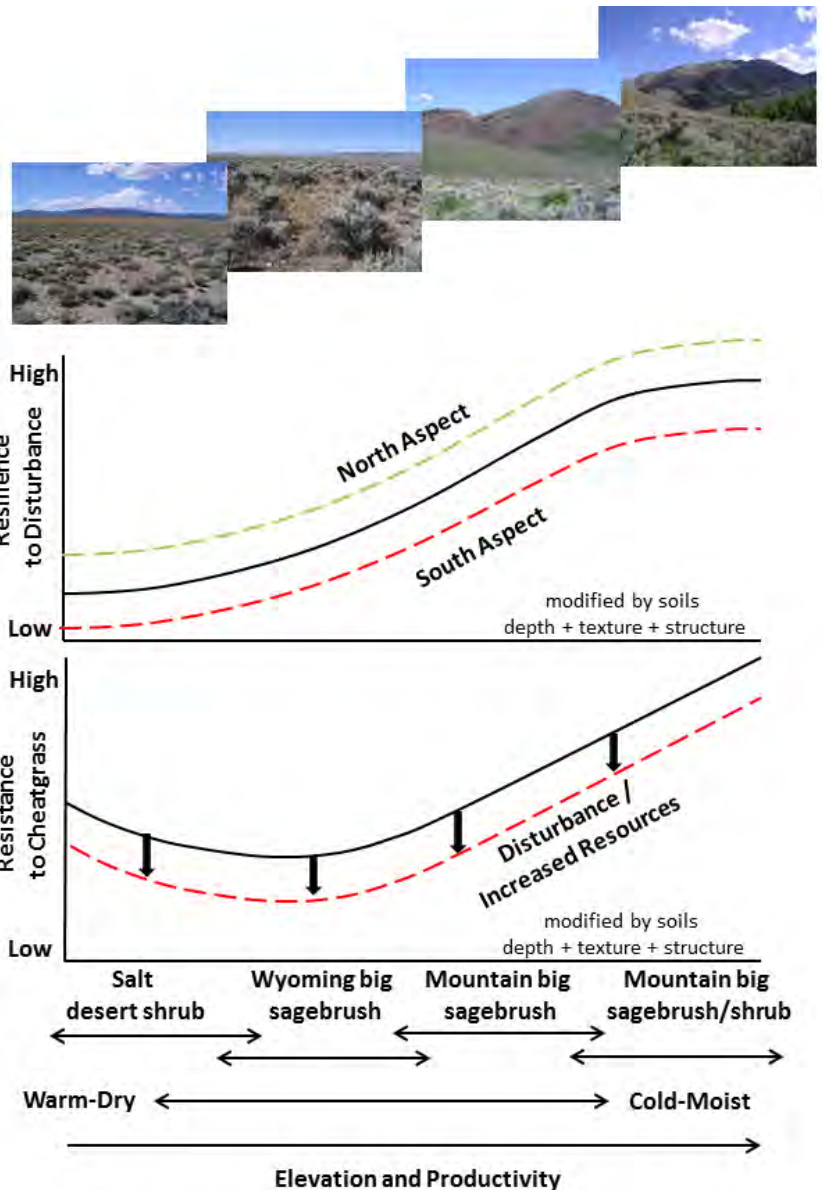 High
Resilience
to Disturbance
North Aspect
South Aspect
modified by soils
depth + texture + structure
Low
High
Resistance
to Cheatgrass
Disturbance /
Increased Resources
modified by soils
depth + texture + structure
Low
Salt
desert shrub
Wyoming big
sagebrush
Mountain big
sagebrush
Mountain big
sagebrush/shrub
Warm-Dry
Cold-Moist
Elevation and Productivity